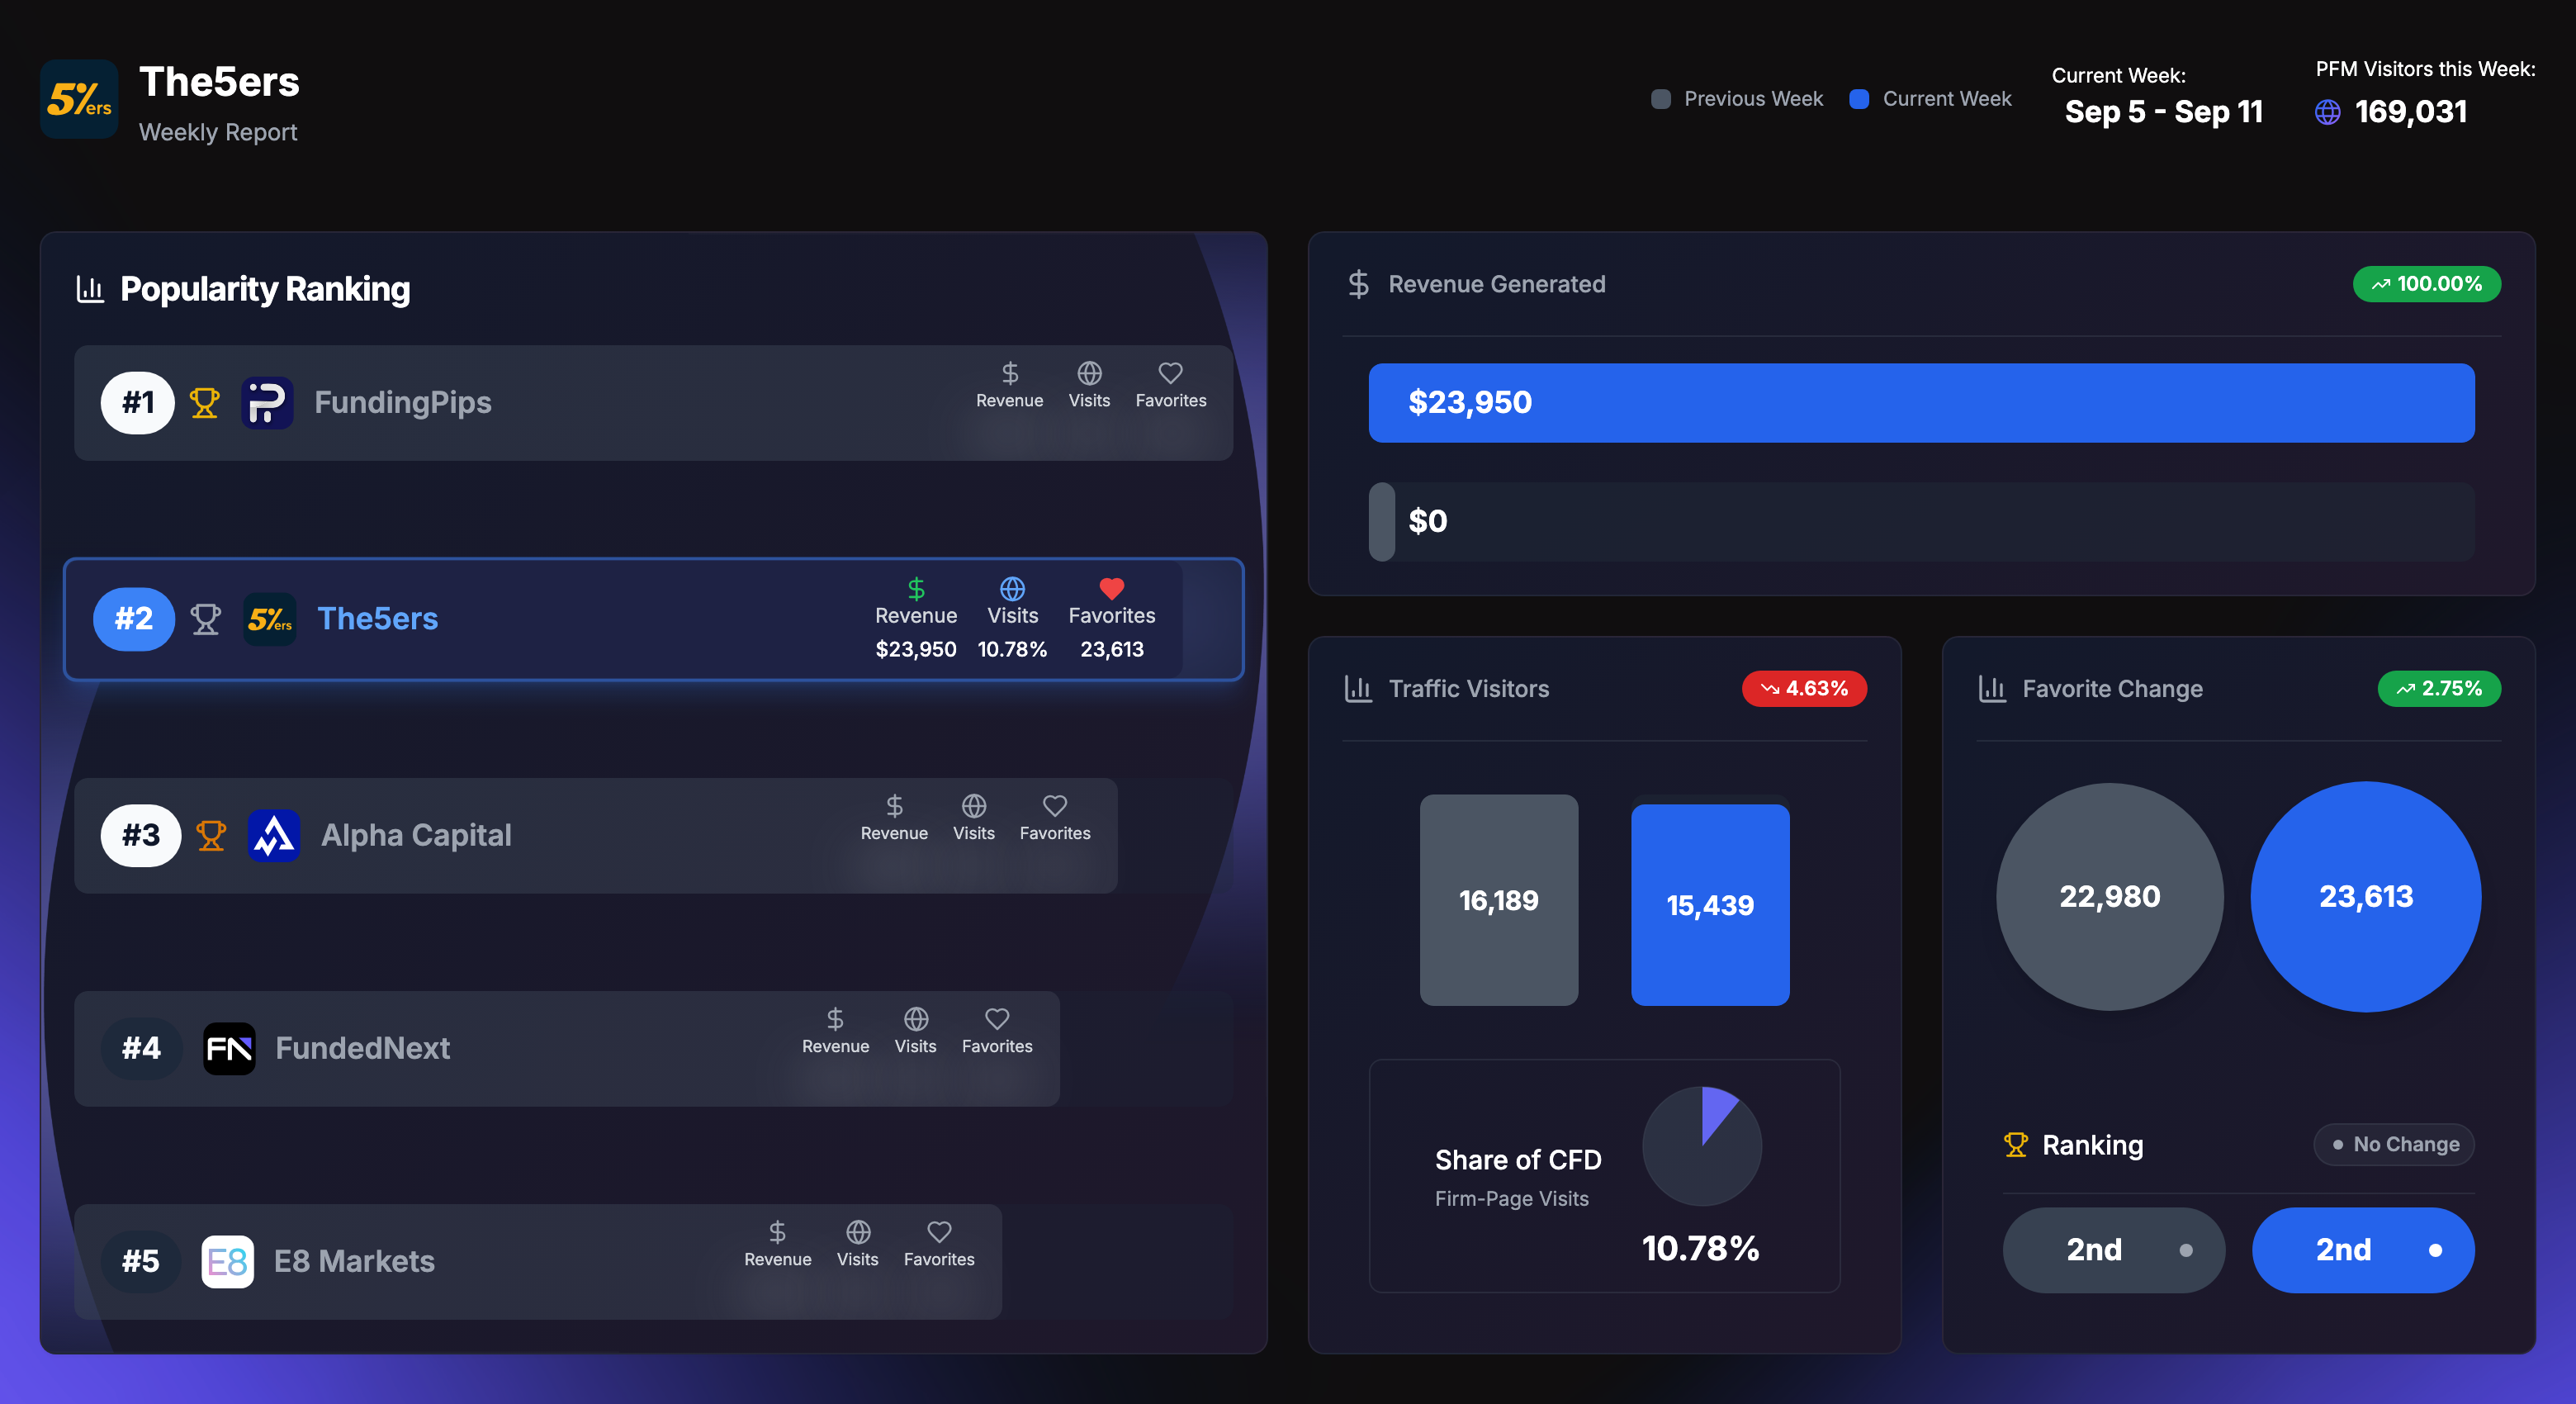 5%ers
The5ers
Weekly Report
Previous Week
Current Week
Current Week:
Sep 5 - Sep 11
PFM Visitors this Week:
169,031
Popularity Ranking
#1
FundingPips
Revenue
Visits
Favorites
#2
5%ers
The5ers
Revenue
Visits
Favorites
$23,950
10.78%
23,613
#3
Alpha Capital
Revenue
Visits
Favorites
#4
FN
FundedNext
Revenue
Visits
Favorites
#5
E8
E8 Markets
Revenue
Visits
Favorites
Revenue Generated
100.00%
$23,950
$0
Traffic Visitors
4.63%
16,189
15,439
Share of CFD
Firm-Page Visits
10.78%
Favorite Change
2.75%
22,980
23,613
Ranking
No Change
2nd
2nd